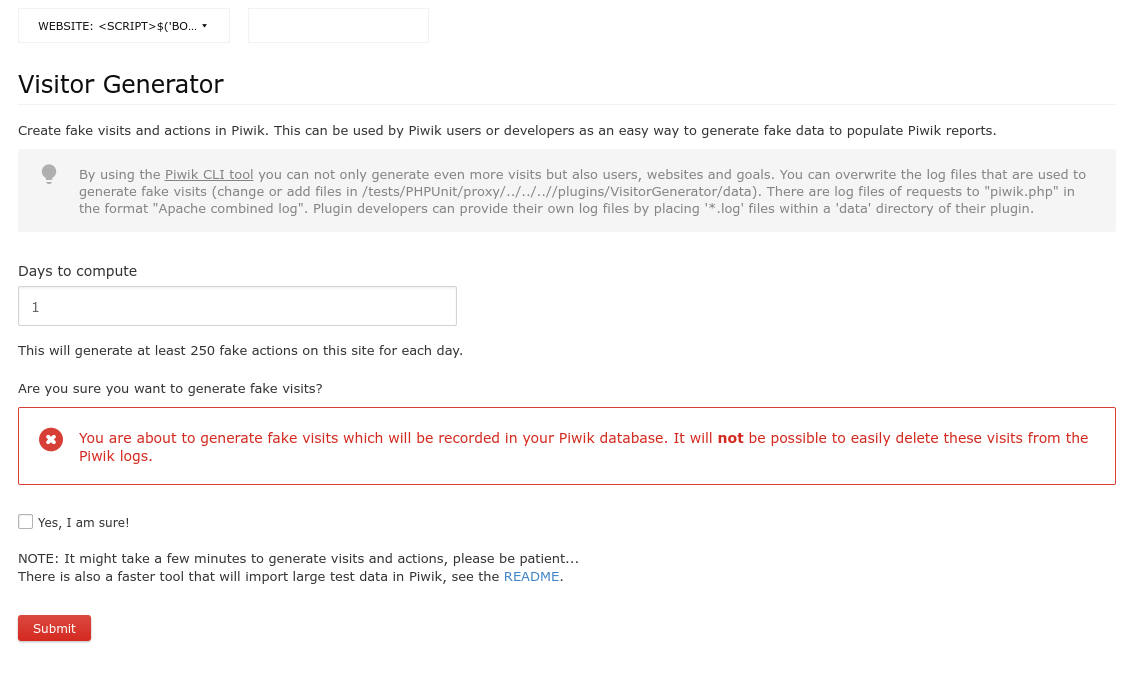 WEBSITE: <SCRIPT>$('BO...
Visitor Generator
Create fake visits and actions in Piwik. This can be used by Piwik users or developers as an easy way to generate fake data to populate Piwik reports.
By using the Piwik CLI tool you can not only generate even more visits but also users, websites and goals. You can overwrite the log files that are used to
generate fake visits (change or add files in /tests/PHPUnit/proxy/../../..//plugins/VisitorGenerator/data). There are log files of requests to "piwik.php" in
the format "Apache combined log". Plugin developers can provide their own log files by placing '*.log' files within a 'data' directory of their plugin.
Days to compute
1
This will generate at least 250 fake actions on this site for each day.
Are you sure you want to generate fake visits?
You are about to generate fake visits which will be recorded in your Piwik database. It will not be possible to easily delete these visits from the
Piwik logs.
Yes, I am sure!
NOTE: It might take a few minutes to generate visits and actions, please be patient...
There is also a faster tool that will import large test data in Piwik, see the README.
Submit